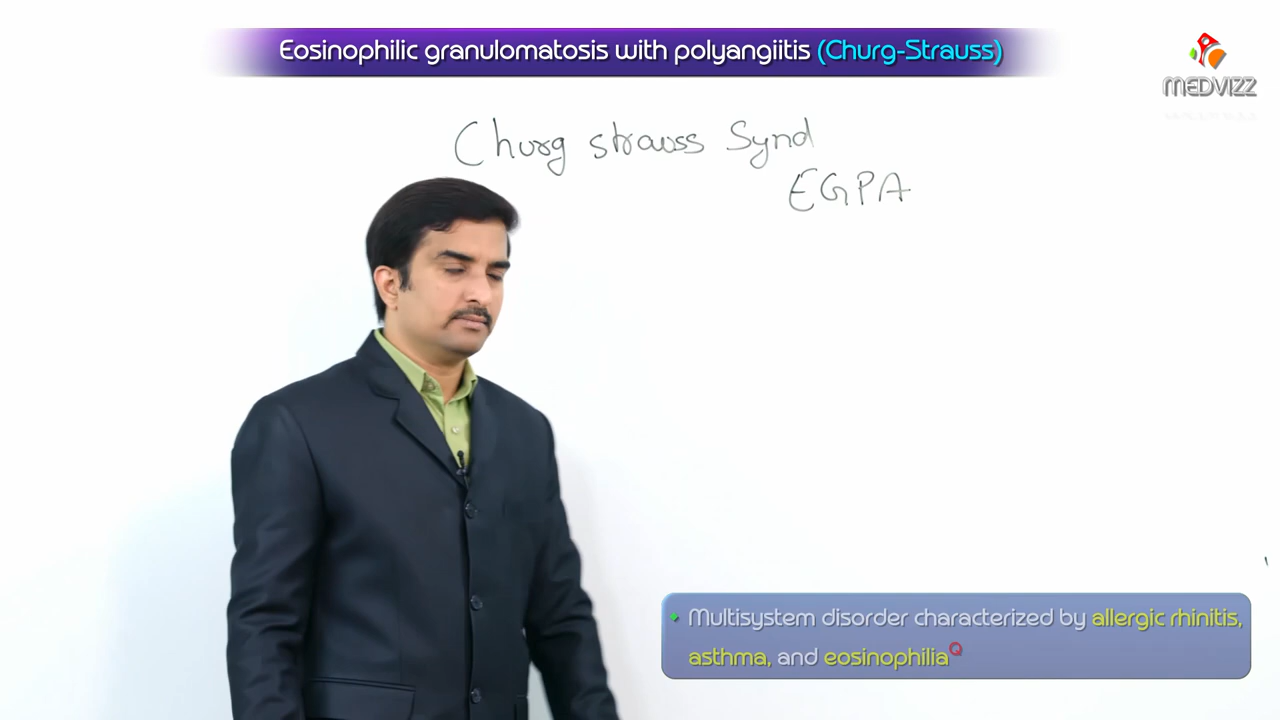 Eosinophilic granulomatosis with polyangiitis (Churg-Strauss)
MEDVIZZ
Churg strauss Synd
EGPA
• Multisystem disorder characterized by allergic rhinitis,
asthma, and eosinophilia Q